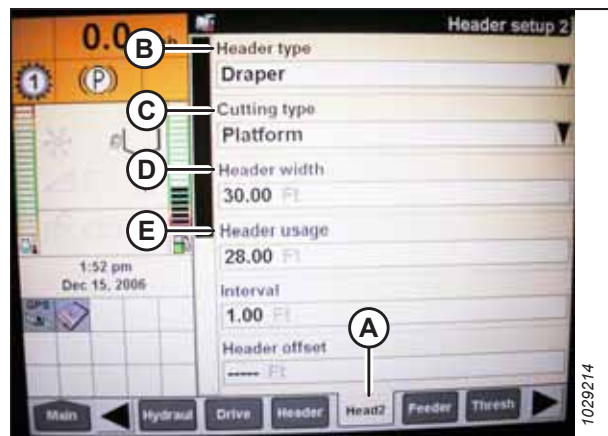 0.0
Header setup 2
B
Header type
1
(P)
Draper
C
Cutting type
Platform
D
Header width
30.00 Ft
E
Header usage
28.00 Ft
1:52 pm
Dec 15, 2006
Interval
1.00 Ft
GPS
A
Header offset
----- Ft
Main
Hydraul
Drive
Header
Head2
Feeder
Thresh
1029214